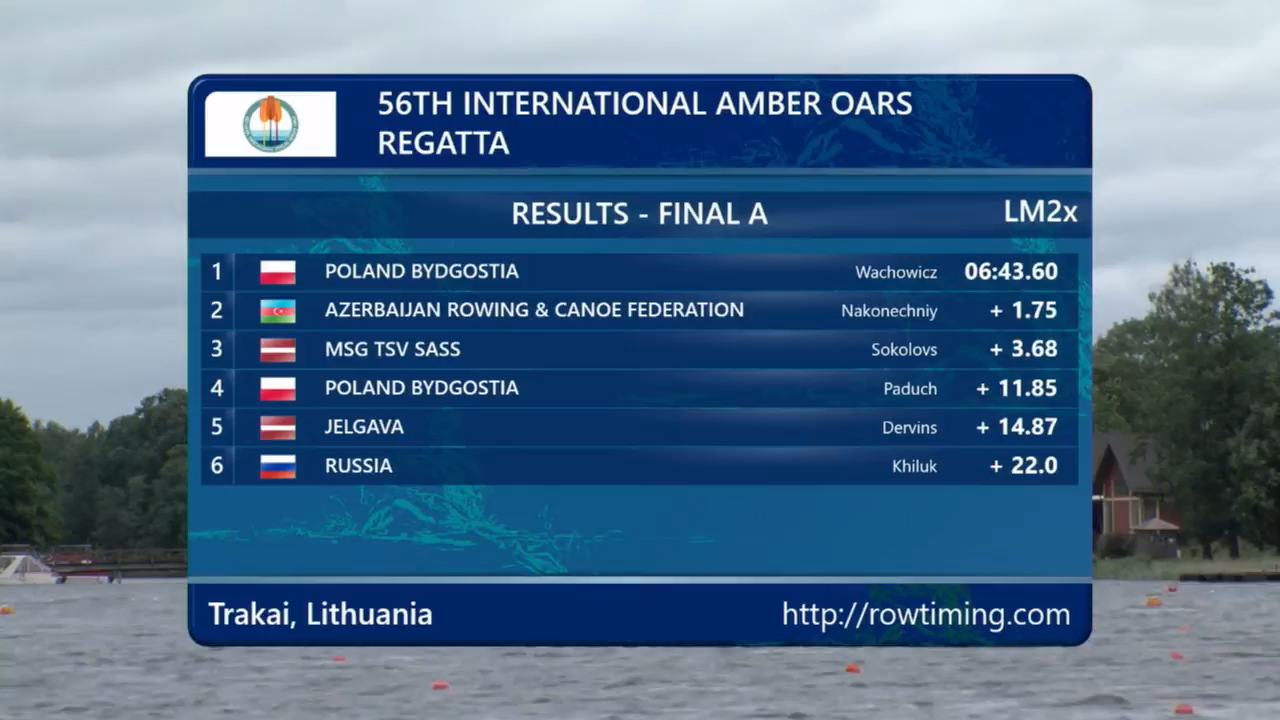 56TH INTERNATIONAL AMBER OARS
REGATTA
RESULTS - FINAL A LM2x
1 POLAND BYDGOSTIA Wachowicz 06:43.60
2 AZERBAIJAN ROWING & CANOE FEDERATION Nakonechniy + 1.75
3 MSG TSV SASS Sokolovs + 3.68
4 POLAND BYDGOSTIA Paduch + 11.85
5 JELGAVA Dervins + 14.87
6 RUSSIA Khiluk + 22.0
Trakai, Lithuania http://rowtiming.com